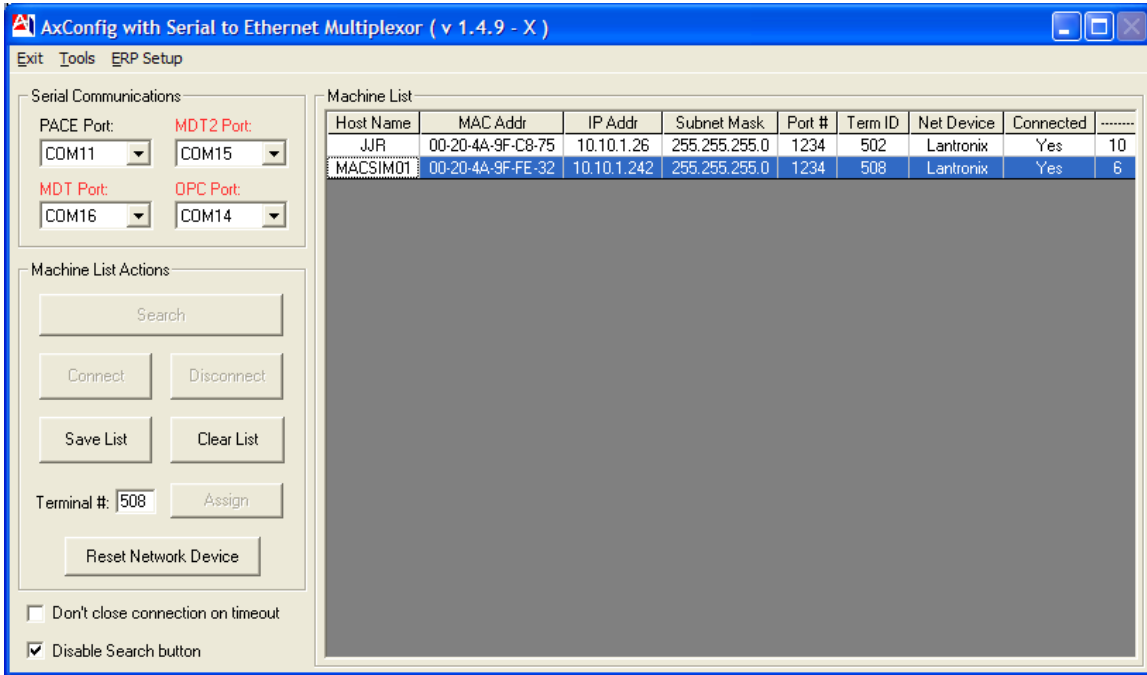 AxConfig with Serial to Ethernet Multiplexor ( v 1.4.9 - X )
Exit Tools ERP Setup
Serial Communications
PACE Port: MDT2 Port:
COM11 COM15
MDT Port: OPC Port:
COM16 COM14
Machine List Actions
Search
Connect Disconnect
Save List Clear List
Terminal #: 508 Assign
Reset Network Device
Don't close connection on timeout
Disable Search button
Machine List
Host Name MAC Addr IP Addr Subnet Mask Port # Term ID Net Device Connected --------
JJR 00-20-4A-9F-C8-75 10.10.1.26 255.255.255.0 1234 502 Lantronix Yes 10
MACSIM01 00-20-4A-9F-FE-32 10.10.1.242 255.255.255.0 1234 508 Lantronix Yes 6